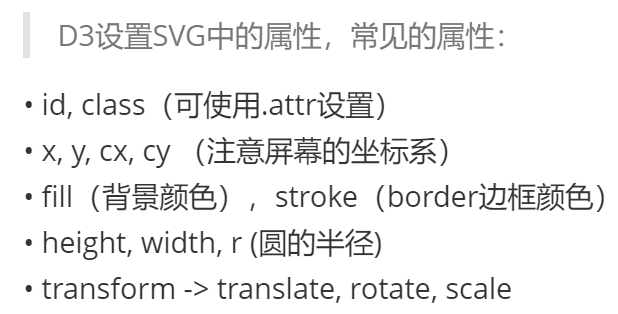 D3设置SVG中的属性，常见的属性：
• id, class（可使用.attr设置）
• x, y, cx, cy （注意屏幕的坐标系）
• fill（背景颜色），stroke（border边框颜色）
• height, width, r (圆的半径)
• transform -> translate, rotate, scale